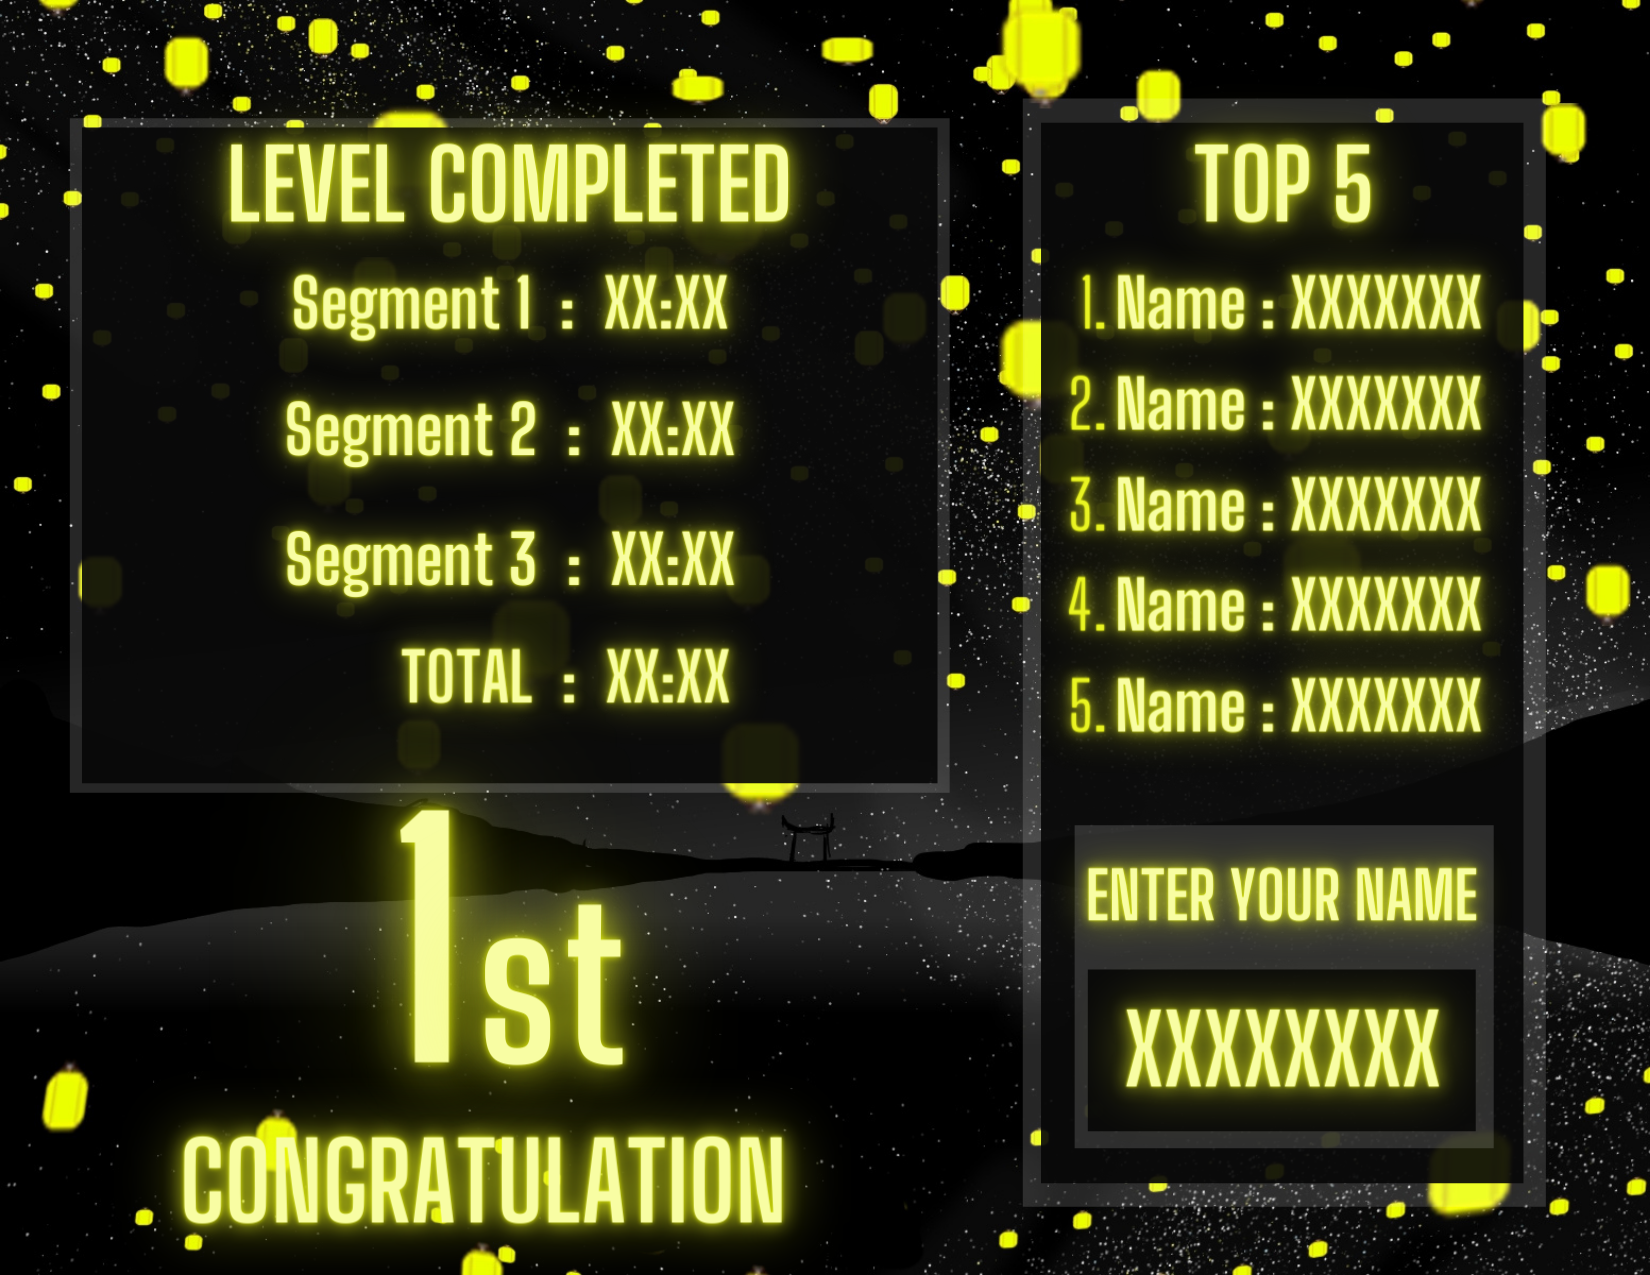 LEVEL COMPLETED
Segment 1 : XX:XX
Segment 2 : XX:XX
Segment 3 : XX:XX
TOTAL : XX:XX
1st
CONGRATULATION
TOP 5
1. Name : XXXXXXX
2. Name : XXXXXXX
3. Name : XXXXXXX
4. Name : XXXXXXX
5. Name : XXXXXXX
ENTER YOUR NAME
XXXXXXXX